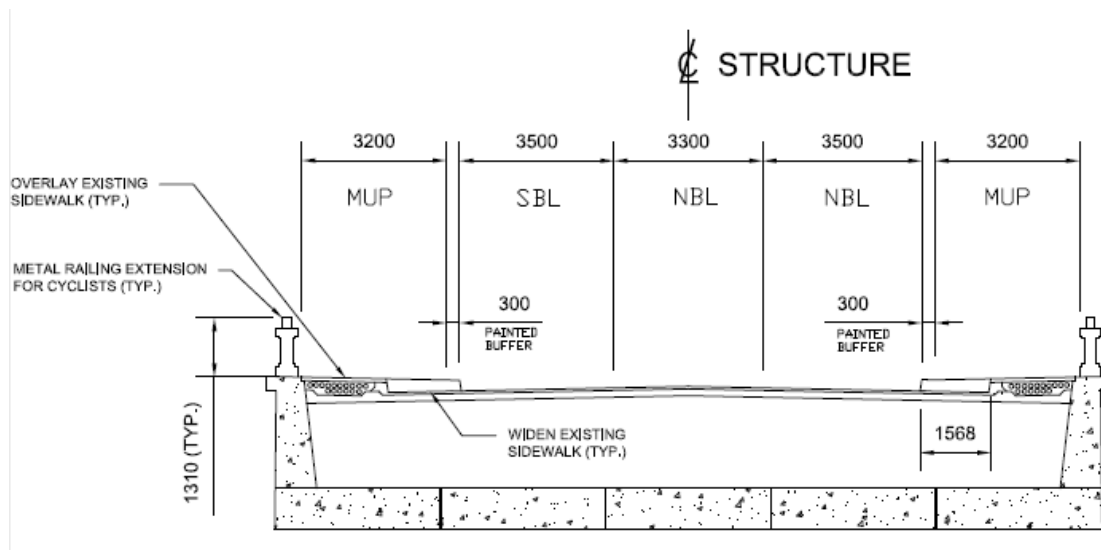 ℄ STRUCTURE
3200 3500 3300 3500 3200
OVERLAY EXISTING
SIDEWALK (TYP.)
MUP SBL NBL NBL MUP
METAL RAILING EXTENSION
FOR CYCLISTS (TYP.)
300
PAINTED
BUFFER
300
PAINTED
BUFFER
1310 (TYP.)
WIDEN EXISTING
SIDEWALK (TYP.)
1568